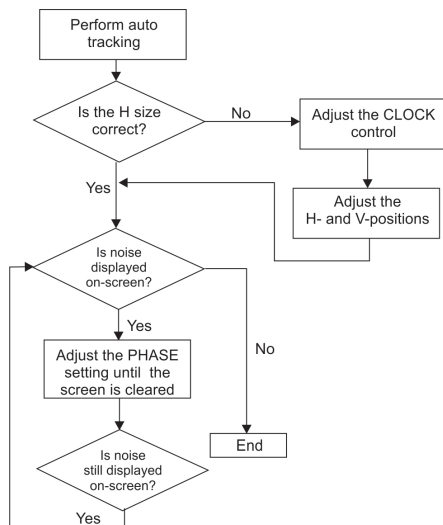 Perform auto
tracking
Is the H size
correct?
No
Adjust the CLOCK
control
Yes
Adjust the
H- and V-positions
Is noise
displayed
on-screen?
Yes
No
Adjust the PHASE
setting until the
screen is cleared
End
Is noise
still displayed
on-screen?
Yes